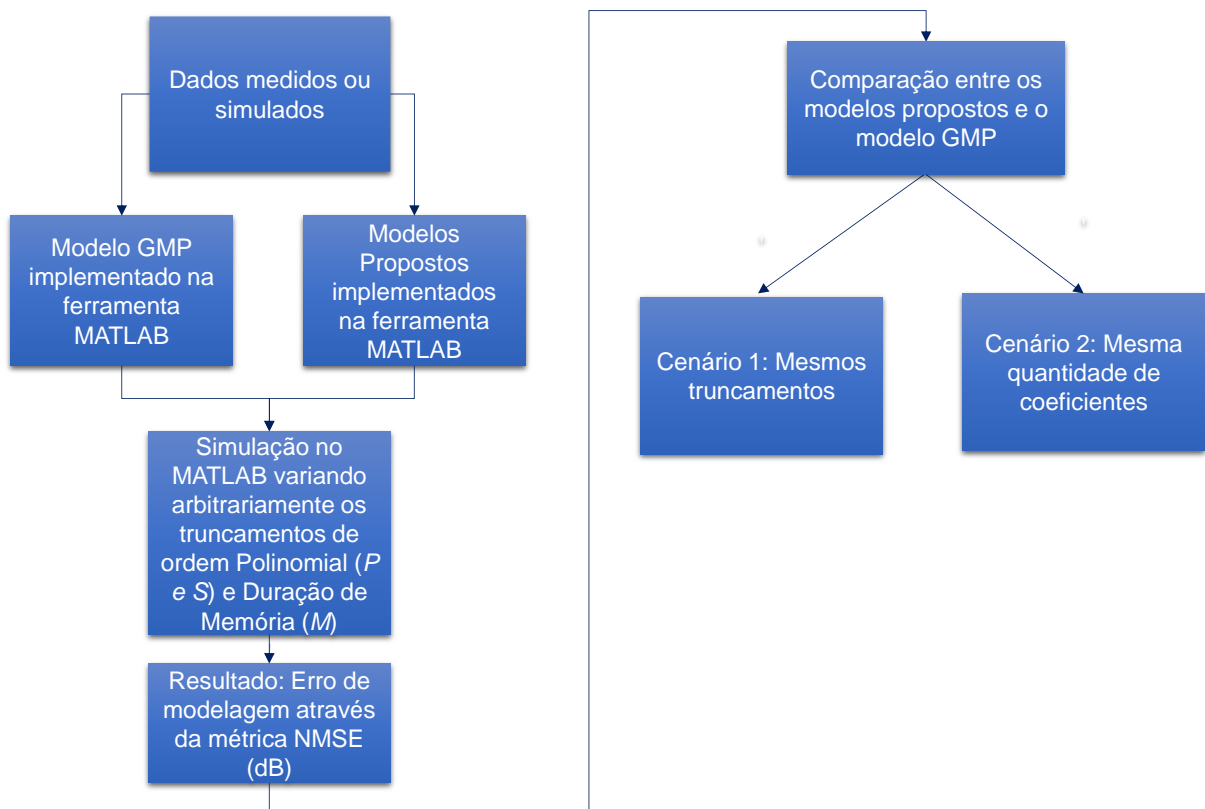 Dados medidos ou
simulados
Modelo GMP
implementado na
ferramenta
MATLAB
Modelos
Propostos
implementados
na ferramenta
MATLAB
Simulação no
MATLAB variando
arbitrariamente os
truncamentos de
ordem Polinomial (P
e S) e Duração de
Memória (M)
Resultado: Erro de
modelagem através
da métrica NMSE
(dB)
Comparação entre os
modelos propostos e o
modelo GMP
Cenário 1: Mesmos
truncamentos
Cenário 2: Mesma
quantidade de
coeficientes